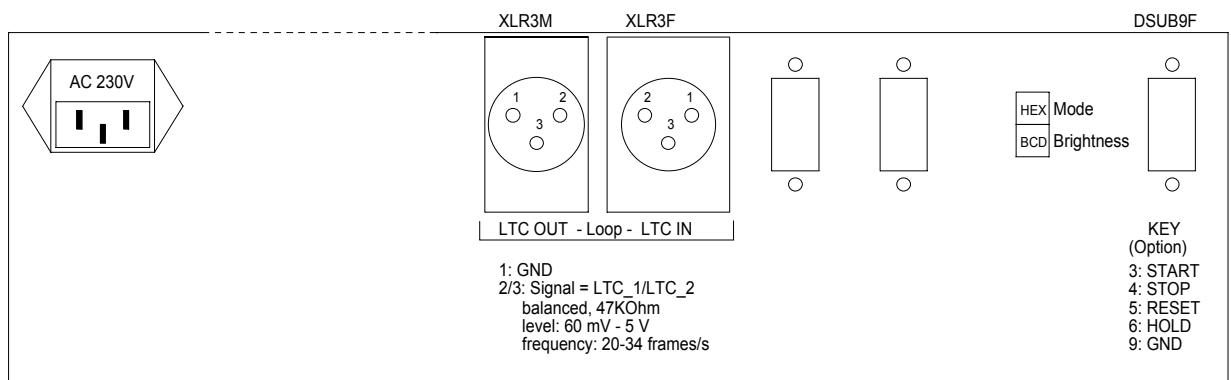 XLR3M XLR3F DSUB9F
AC 230V
1 2 3
2 1 3
HEX Mode
BCD Brightness
LTC OUT - Loop - LTC IN
1: GND
2/3: Signal = LTC_1/LTC_2
balanced, 47KOhm
level: 60 mV - 5 V
frequency: 20-34 frames/s
KEY
(Option)
3: START
4: STOP
5: RESET
6: HOLD
9: GND